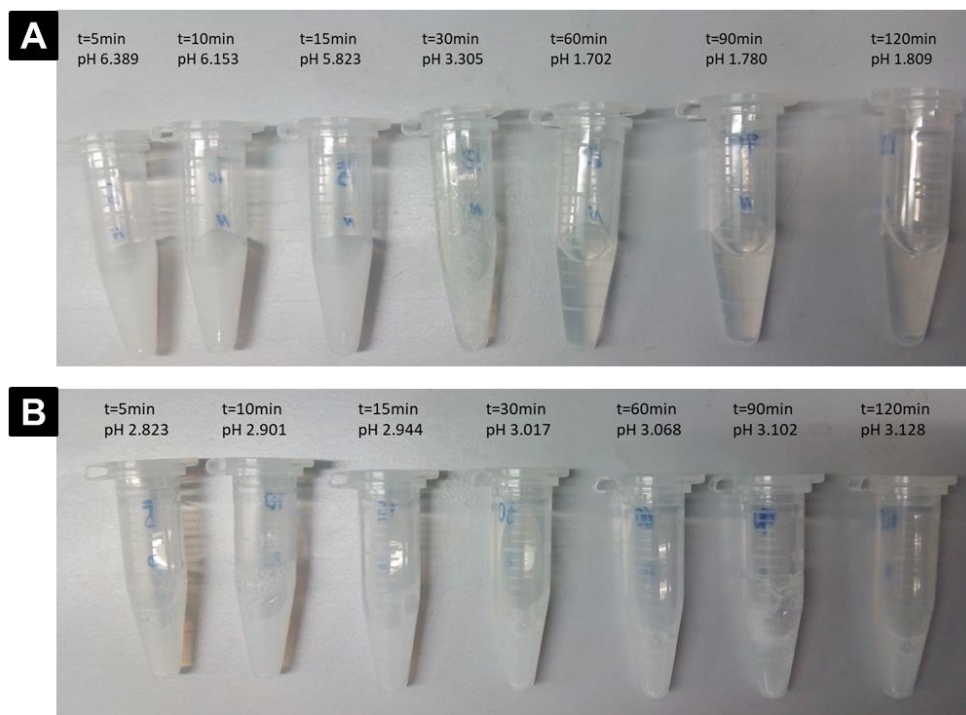 A
t=5min t=10min t=15min t=30min t=60min t=90min t=120min
pH 6.389 pH 6.153 pH 5.823 pH 3.305 pH 1.702 pH 1.780 pH 1.809
B
t=5min t=10min t=15min t=30min t=60min t=90min t=120min
pH 2.823 pH 2.901 pH 2.944 pH 3.017 pH 3.068 pH 3.102 pH 3.128